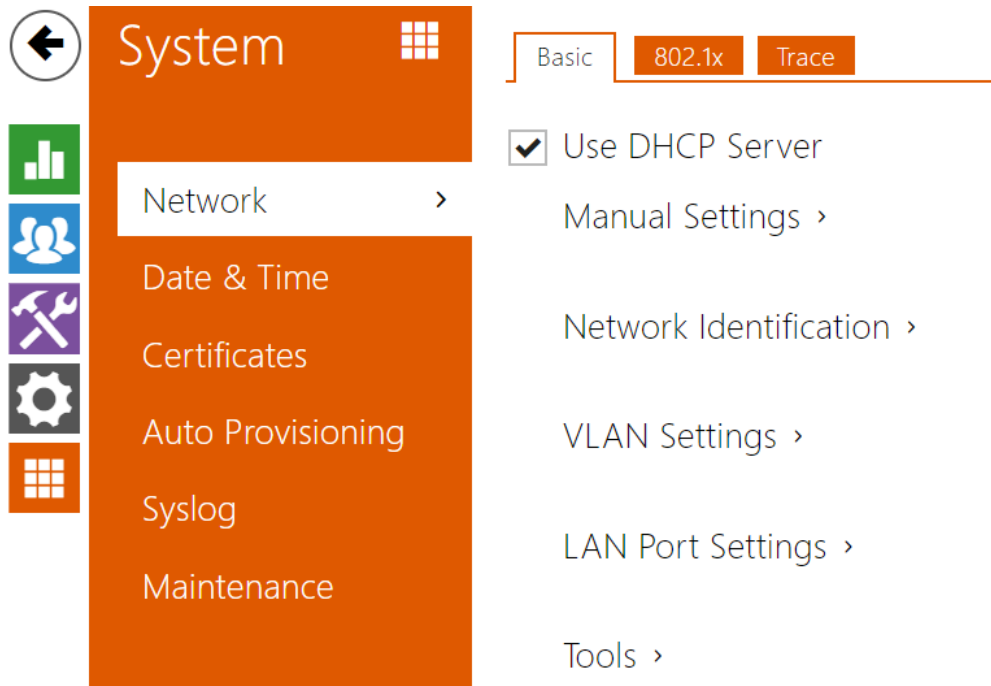 System
Network ›
Date & Time
Certificates
Auto Provisioning
Syslog
Maintenance
Basic
802.1x
Trace
Use DHCP Server
Manual Settings ›
Network Identification ›
VLAN Settings ›
LAN Port Settings ›
Tools ›